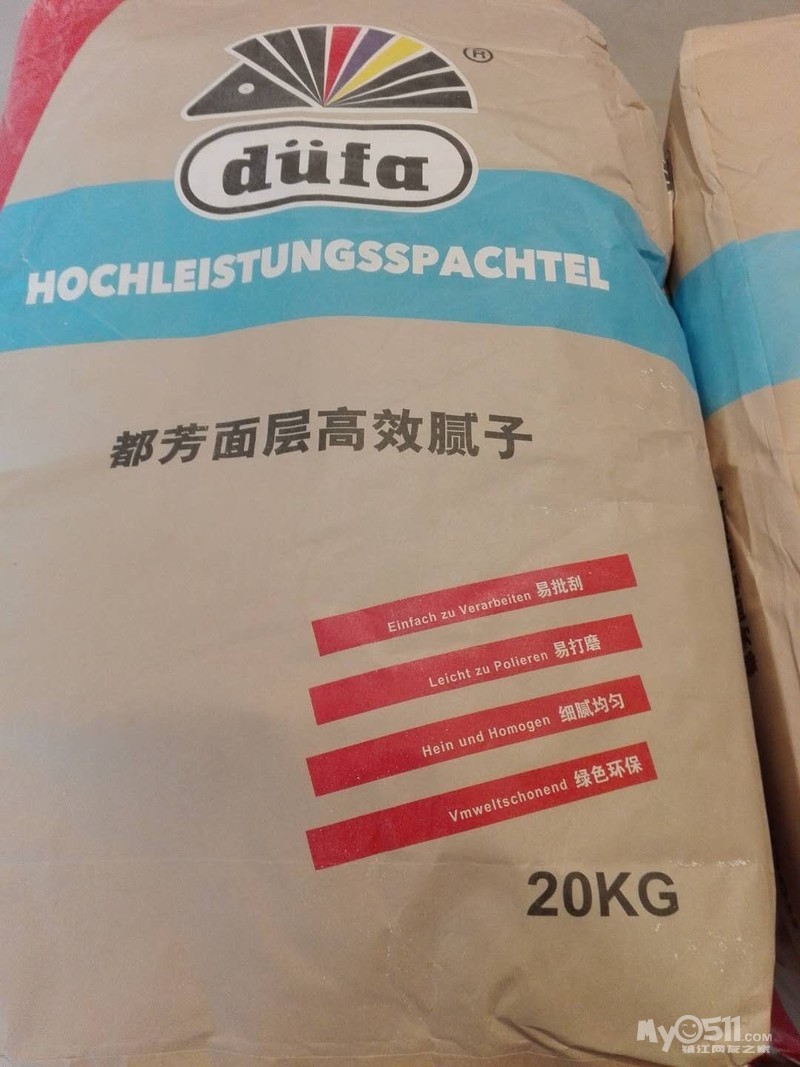 ®
düfa
HOCHLEISTUNGSSPACHTEL
都芳面层高效腻子
Einfach zu Verarbeiten 易批刮
Leicht zu Polieren 易打磨
Hein und Homogen 细腻均匀
Vmweltschonend 绿色环保
20KG
My0511.COM
镇江网友之家